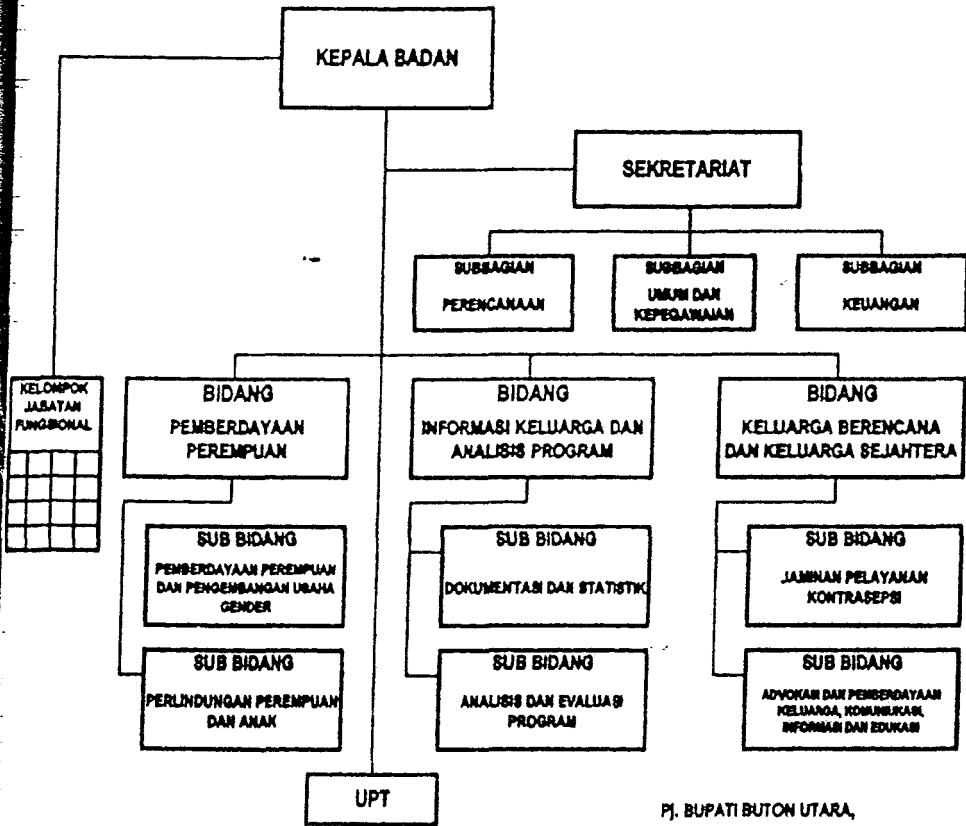 KEPALA BADAN
SEKRETARIAT
SUBBAGIAN
PERENCANAAN
SUBBAGIAN
UMUM DAN
KEPEGAWAIAN
SUBBAGIAN
KEUANGAN
KELOMPOK
JABATAN
FUNGSIONAL
BIDANG
PEMBERDAYAAN
PEREMPUAN
BIDANG
INFORMASI KELUARGA DAN
ANALISIS PROGRAM
BIDANG
KELUARGA BERENCANA
DAN KELUARGA SEJAHTERA
SUB BIDANG
PEMBERDAYAAN PEREMPUAN
DAN PENGEMBANGAN USAHA
GENDER
SUB BIDANG
DOKUMENTASI DAN STATISTIK
SUB BIDANG
JAMINAN PELAYANAN
KONTRASEPSI
SUB BIDANG
PERLINDUNGAN PEREMPUAN
DAN ANAK
SUB BIDANG
ANALISIS DAN EVALUASI
PROGRAM
SUB BIDANG
ADVOKASI DAN PEMBERDAYAAN
KELUARGA, KOMUNIKASI,
INFORMASI DAN EDUKASI
UPT
Pj. BUPATI BUTON UTARA,